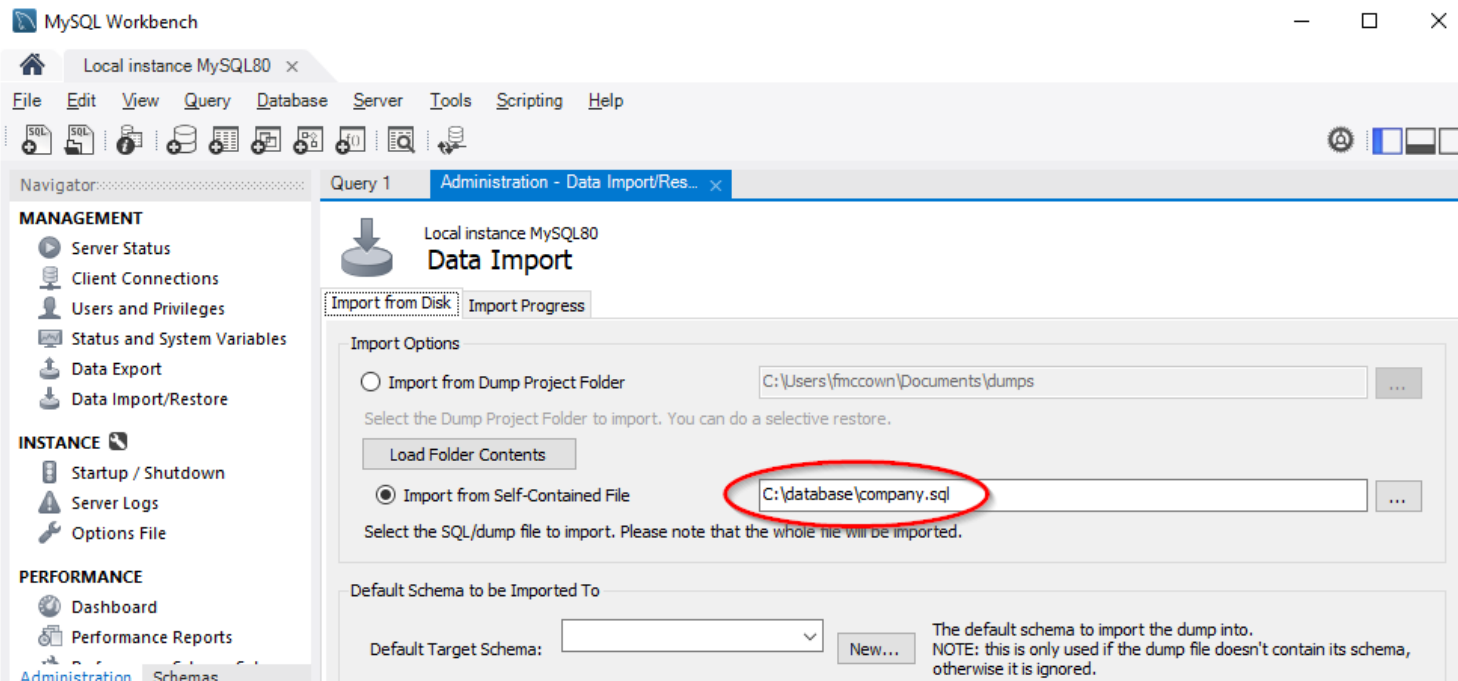 MySQL Workbench
Local instance MySQL80
File Edit View Query Database Server Tools Scripting Help
SQL SQL f()
Navigator
Query 1 Administration - Data Import/Res...
MANAGEMENT
Server Status
Client Connections
Users and Privileges
Status and System Variables
Data Export
Data Import/Restore
INSTANCE
Startup / Shutdown
Server Logs
Options File
PERFORMANCE
Dashboard
Performance Reports
Administration Schemas
Local instance MySQL80
Data Import
Import from Disk Import Progress
Import Options
Import from Dump Project Folder C:\Users\fmccown\Documents\dumps ...
Select the Dump Project Folder to import. You can do a selective restore.
Load Folder Contents
Import from Self-Contained File C:\database\company.sql ...
Select the SQL/dump file to import. Please note that the whole file will be imported.
Default Schema to be Imported To
Default Target Schema: New...
The default schema to import the dump into.
NOTE: this is only used if the dump file doesn't contain its schema,
otherwise it is ignored.